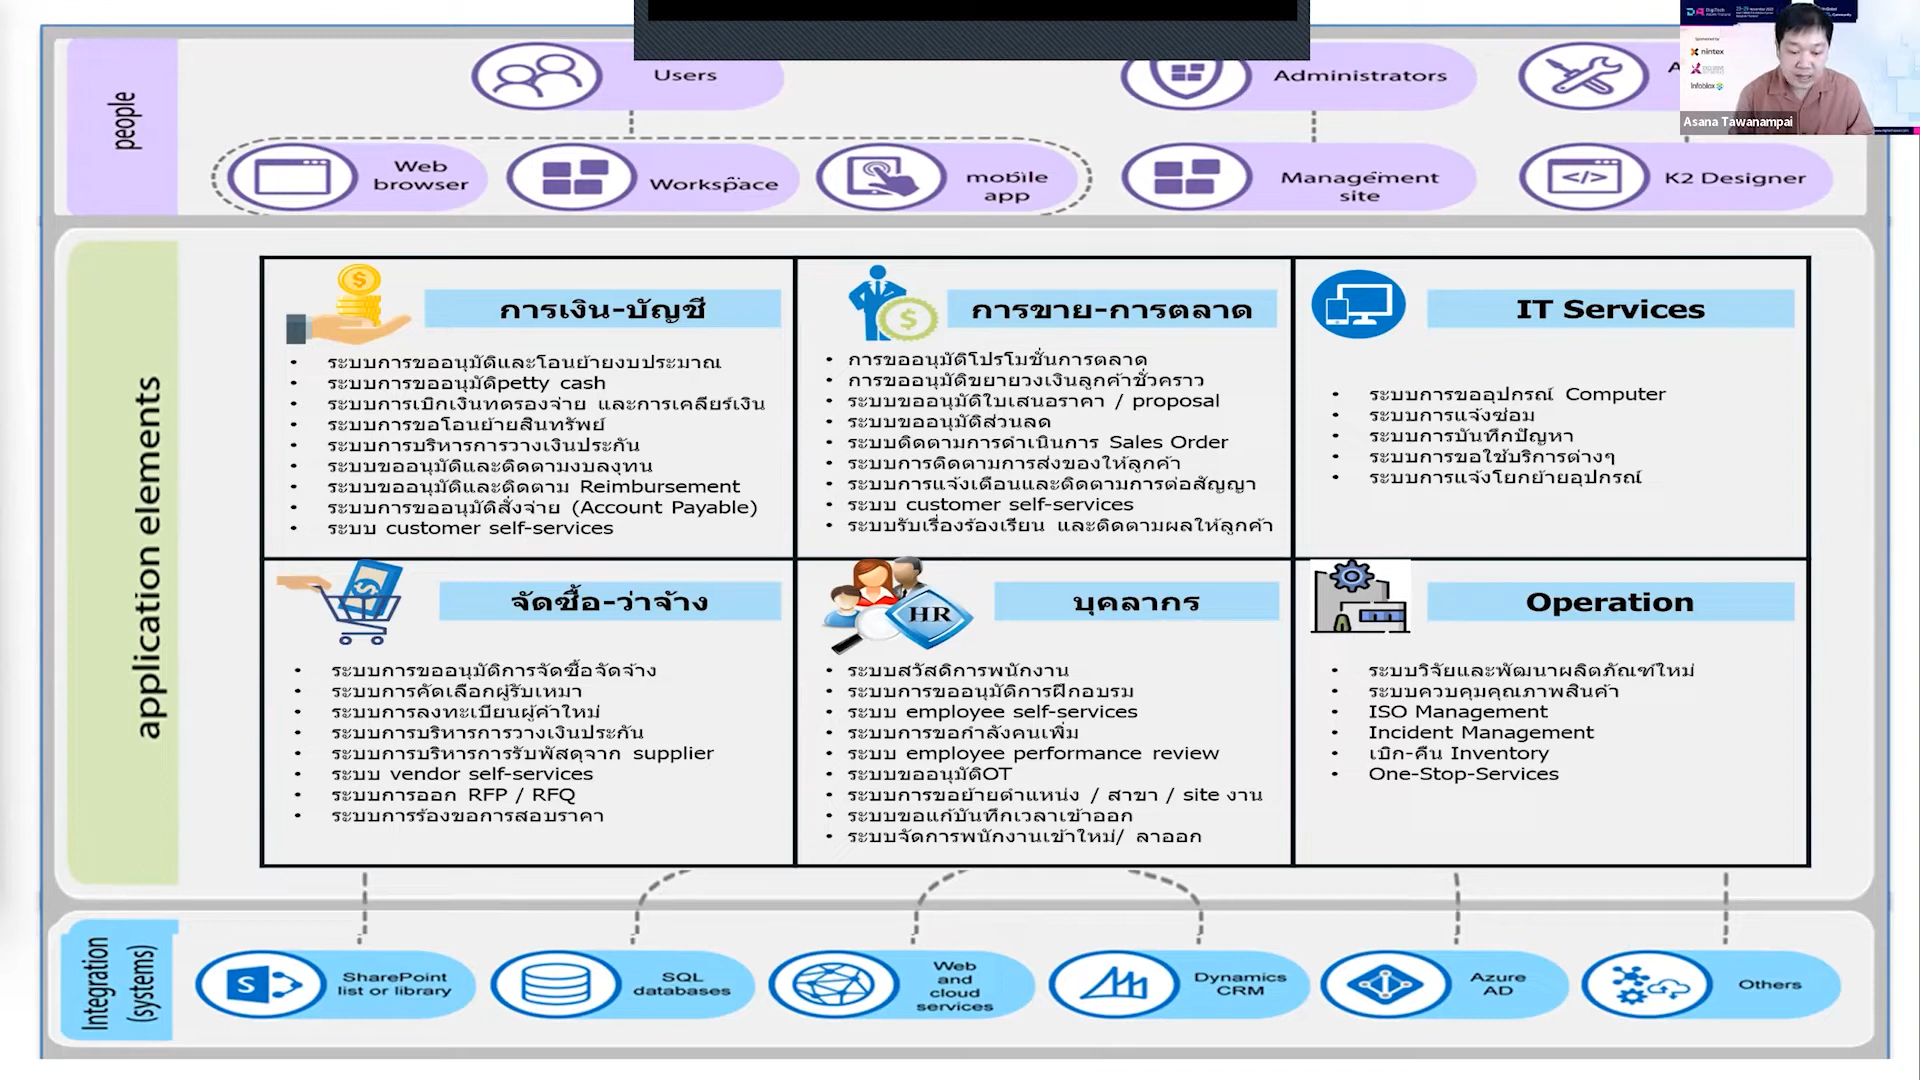 people
Users
Administrators
A
Web
browser
Workspace
mobile
app
Management
site
K2 Designer
nintex
Infoblox
Asana Tawanampai
application elements
การเงิน-บัญชี
• ระบบการขออนุมัติและโอนย้ายงบประมาณ
• ระบบการขออนุมัติpetty cash
• ระบบการเบิกเงินทดรองจ่าย และการเคลียร์เงิน
• ระบบการขอโอนย้ายสินทรัพย์
• ระบบการบริหารการวางเงินประกัน
• ระบบขออนุมัติและติดตามงบลงทุน
• ระบบขออนุมัติและติดตาม Reimbursement
• ระบบการขออนุมัติสั่งจ่าย (Account Payable)
• ระบบ customer self-services
การขาย-การตลาด
• การขออนุมัติโปรโมชั่นการตลาด
• การขออนุมัติขยายวงเงินลูกค้าชั่วคราว
• ระบบขออนุมัติใบเสนอราคา / proposal
• ระบบขออนุมัติส่วนลด
• ระบบติดตามการดำเนินการ Sales Order
• ระบบการติดตามการส่งของให้ลูกค้า
• ระบบการแจ้งเตือนและติดตามการต่อสัญญา
• ระบบ customer self-services
• ระบบรับเรื่องร้องเรียน และติดตามผลให้ลูกค้า
IT Services
• ระบบการขออุปกรณ์ Computer
• ระบบการแจ้งซ่อม
• ระบบการบันทึกปัญหา
• ระบบการขอใช้บริการต่างๆ
• ระบบการแจ้งโยกย้ายอุปกรณ์
จัดซื้อ-ว่าจ้าง
• ระบบการขออนุมัติการจัดซื้อจัดจ้าง
• ระบบการคัดเลือกผู้รับเหมา
• ระบบการลงทะเบียนผู้ค้าใหม่
• ระบบการบริหารการวางเงินประกัน
• ระบบการบริหารการรับพัสดุจาก supplier
• ระบบ vendor self-services
• ระบบการออก RFP / RFQ
• ระบบการร้องขอการสอบราคา
HR
บุคลากร
• ระบบสวัสดิการพนักงาน
• ระบบการขออนุมัติการฝึกอบรม
• ระบบ employee self-services
• ระบบการขอกำลังคนเพิ่ม
• ระบบ employee performance review
• ระบบขออนุมัติOT
• ระบบการขอย้ายตำแหน่ง / สาขา / site งาน
• ระบบขอแก้บันทึกเวลาเข้าออก
• ระบบจัดการพนักงานเข้าใหม่/ ลาออก
Operation
• ระบบวิจัยและพัฒนาผลิตภัณฑ์ใหม่
• ระบบควบคุมคุณภาพสินค้า
• ISO Management
• Incident Management
• เบิก-คืน Inventory
• One-Stop-Services
Integration
(systems)
SharePoint
list or library
SQL
databases
Web
and
cloud
services
Dynamics
CRM
Azure
AD
Others